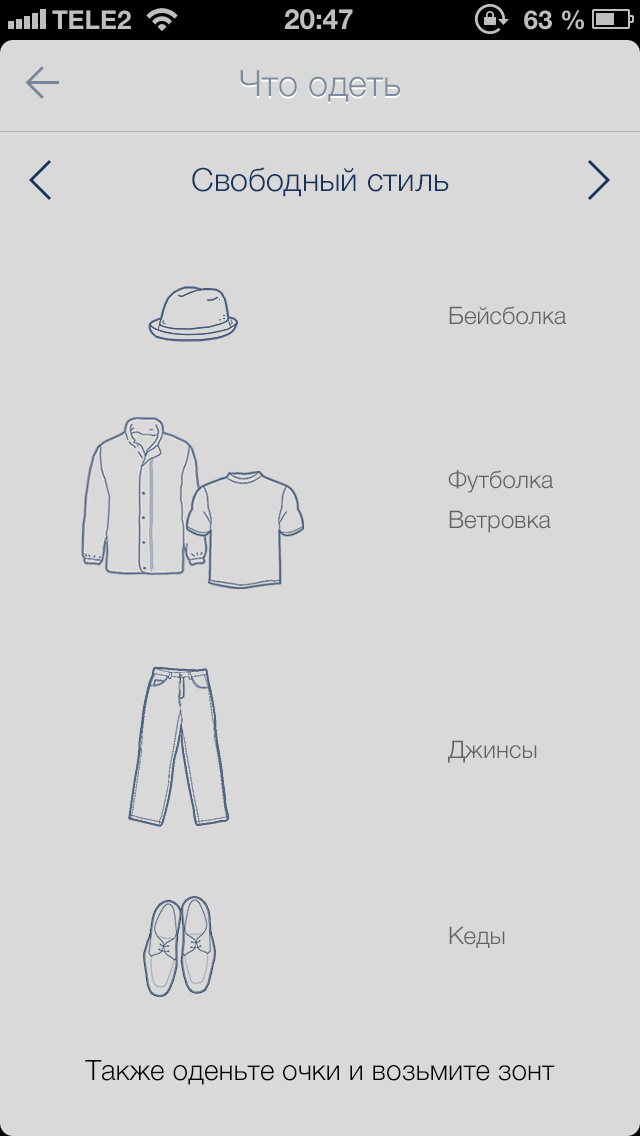 TELE2 20:47 63 %
Что одеть
Свободный стиль
Бейсболка
Футболка
Ветровка
Джинсы
Кеды
Также оденьте очки и возьмите зонт